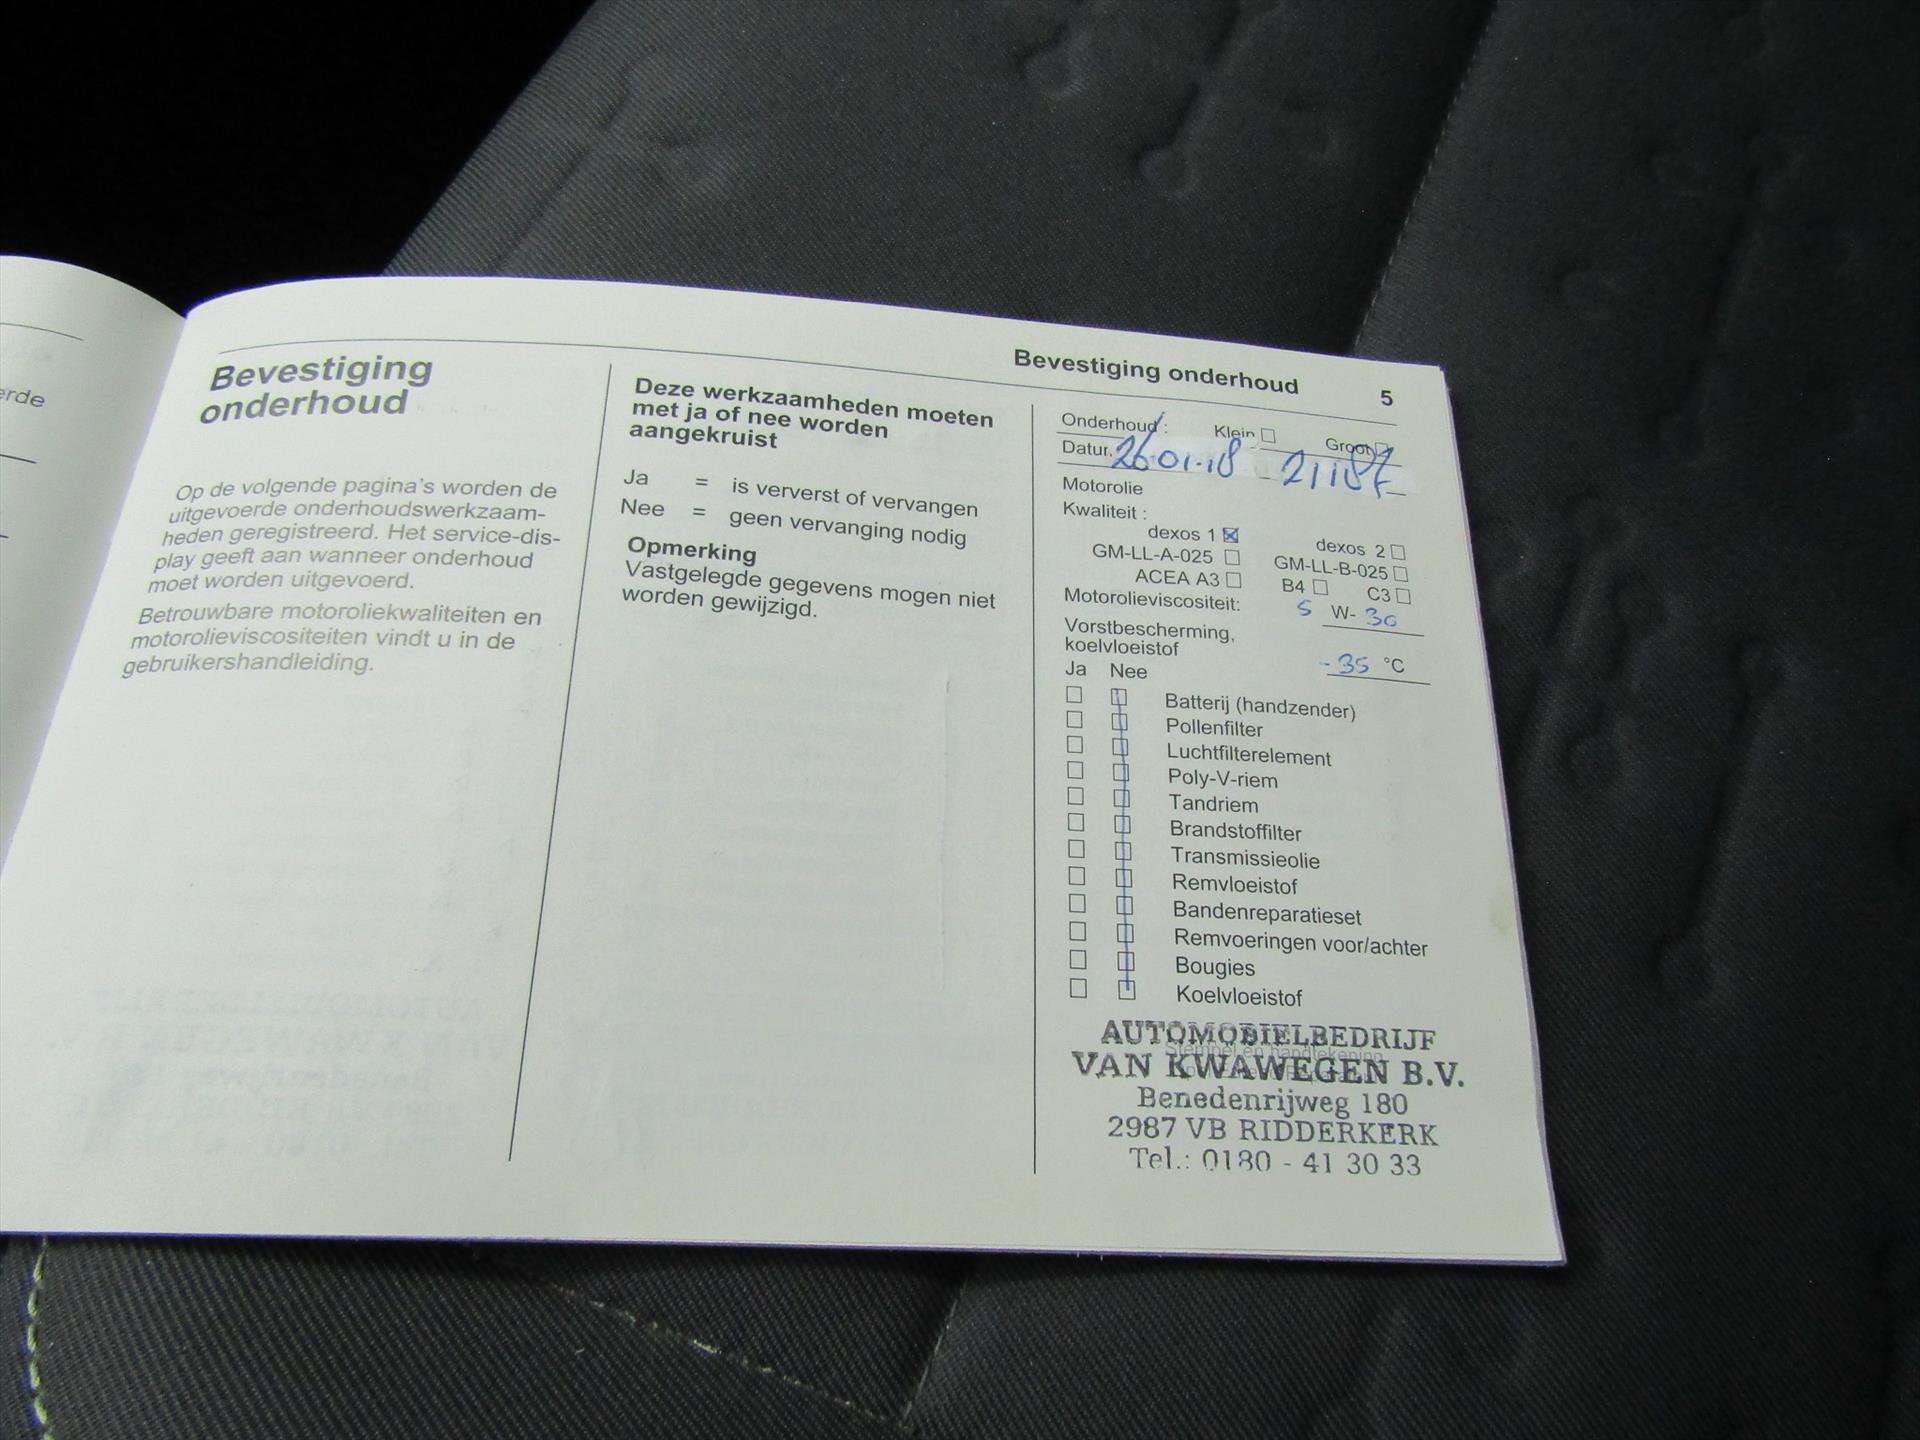 erde
Bevestiging onderhoud 5
Bevestiging
onderhoud
Op de volgende pagina's worden de
uitgevoerde onderhoudswerkzaam-
heden geregistreerd. Het service-dis-
play geeft aan wanneer onderhoud
moet worden uitgevoerd.
Betrouwbare motoroliekwaliteiten en
motorolieviscositeiten vindt u in de
gebruikershandleiding.
Deze werkzaamheden moeten
met ja of nee worden
aangekruist
Ja = is ververst of vervangen
Nee = geen vervanging nodig
Opmerking
Vastgelegde gegevens mogen niet
worden gewijzigd.
Onderhoud : Klein Groot
Datum 26-01-18
Motorolie
Kwaliteit :
dexos 1 dexos 2
GM-LL-A-025 GM-LL-B-025
ACEA A3 B4 C3
Motorolieviscositeit: 5 W- 30
Vorstbescherming,
koelvloeistof -35 °C
Ja Nee
Batterij (handzender)
Pollenfilter
Luchtfilterelement
Poly-V-riem
Tandriem
Brandstoffilter
Transmissieolie
Remvloeistof
Bandenreparatieset
Remvoeringen voor/achter
Bougies
Koelvloeistof
Stempel en handtekening
AUTOMOBIELBEDRIJF
VAN KWAWEGEN B.V.
Benedenrijweg 180
2987 VB RIDDERKERK
Tel.: 0180 - 41 30 33